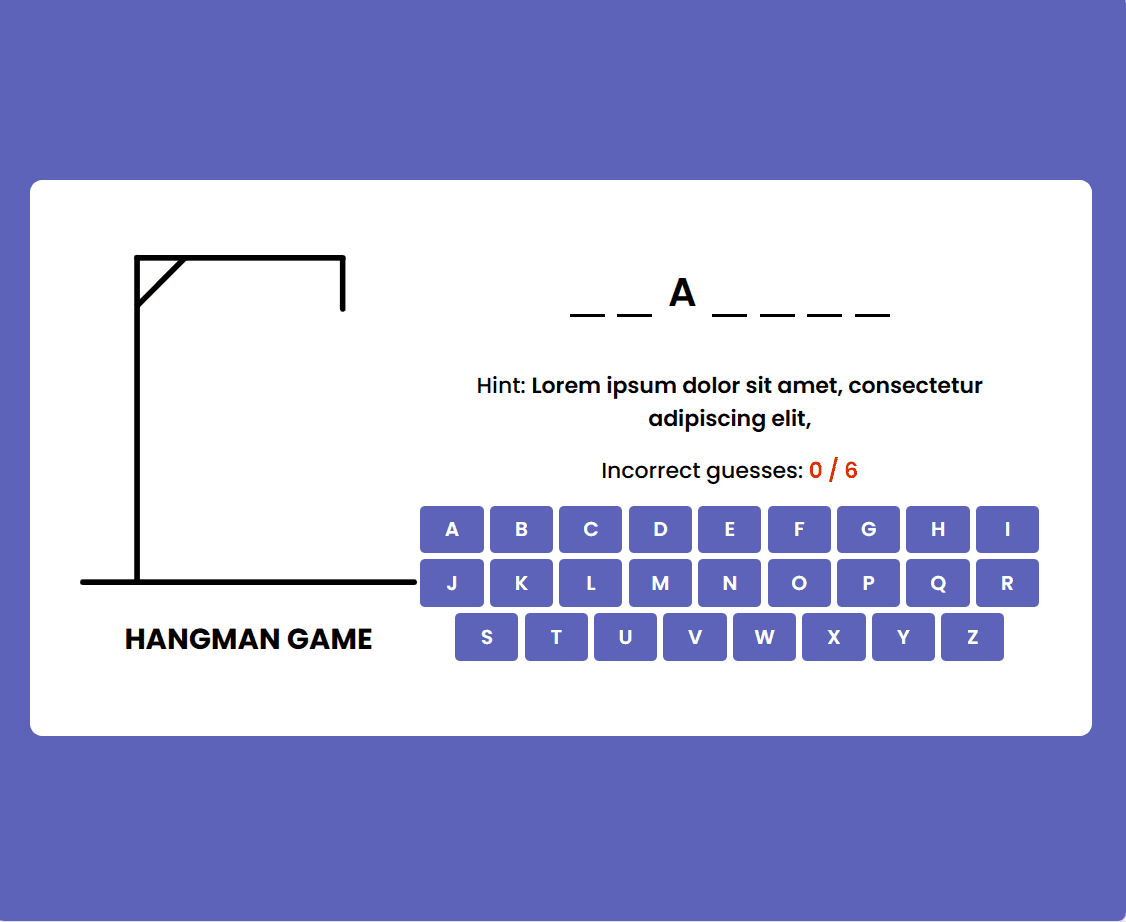 A
Hint: Lorem ipsum dolor sit amet, consectetur
adipiscing elit,
Incorrect guesses: 0 / 6
A B C D E F G H I
J K L M N O P Q R
S T U V W X Y Z
HANGMAN GAME